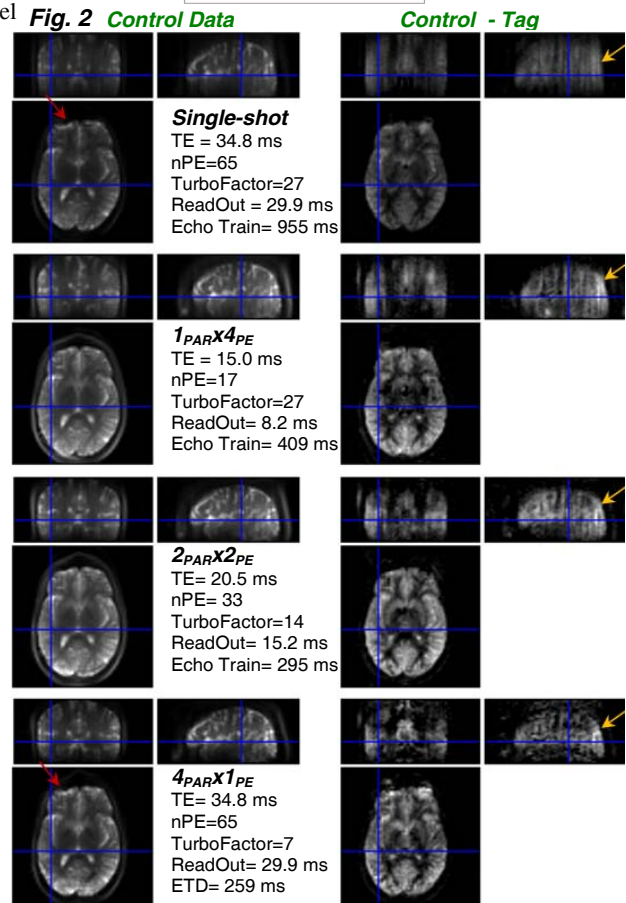 el Fig. 2 Control Data Control - Tag
Single-shot
TE = 34.8 ms
nPE=65
TurboFactor=27
ReadOut = 29.9 ms
Echo Train= 955 ms
1PARx4PE
TE = 15.0 ms
nPE=17
TurboFactor=27
ReadOut= 8.2 ms
Echo Train= 409 ms
2PARx2PE
TE= 20.5 ms
nPE= 33
TurboFactor=14
ReadOut= 15.2 ms
Echo Train= 295 ms
4PARx1PE
TE= 34.8 ms
nPE=65
TurboFactor=7
ReadOut= 29.9 ms
ETD= 259 ms